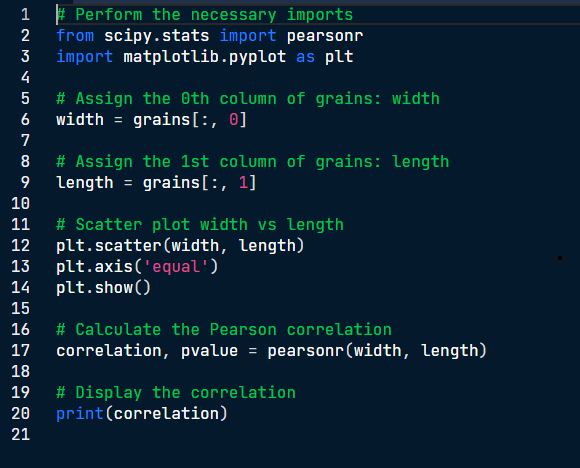 1 # Perform the necessary imports
2 from scipy.stats import pearsonr
3 import matplotlib.pyplot as plt
4
5 # Assign the 0th column of grains: width
6 width = grains[:, 0]
7
8 # Assign the 1st column of grains: length
9 length = grains[:, 1]
10
11 # Scatter plot width vs length
12 plt.scatter(width, length)
13 plt.axis('equal')
14 plt.show()
15
16 # Calculate the Pearson correlation
17 correlation, pvalue = pearsonr(width, length)
18
19 # Display the correlation
20 print(correlation)
21